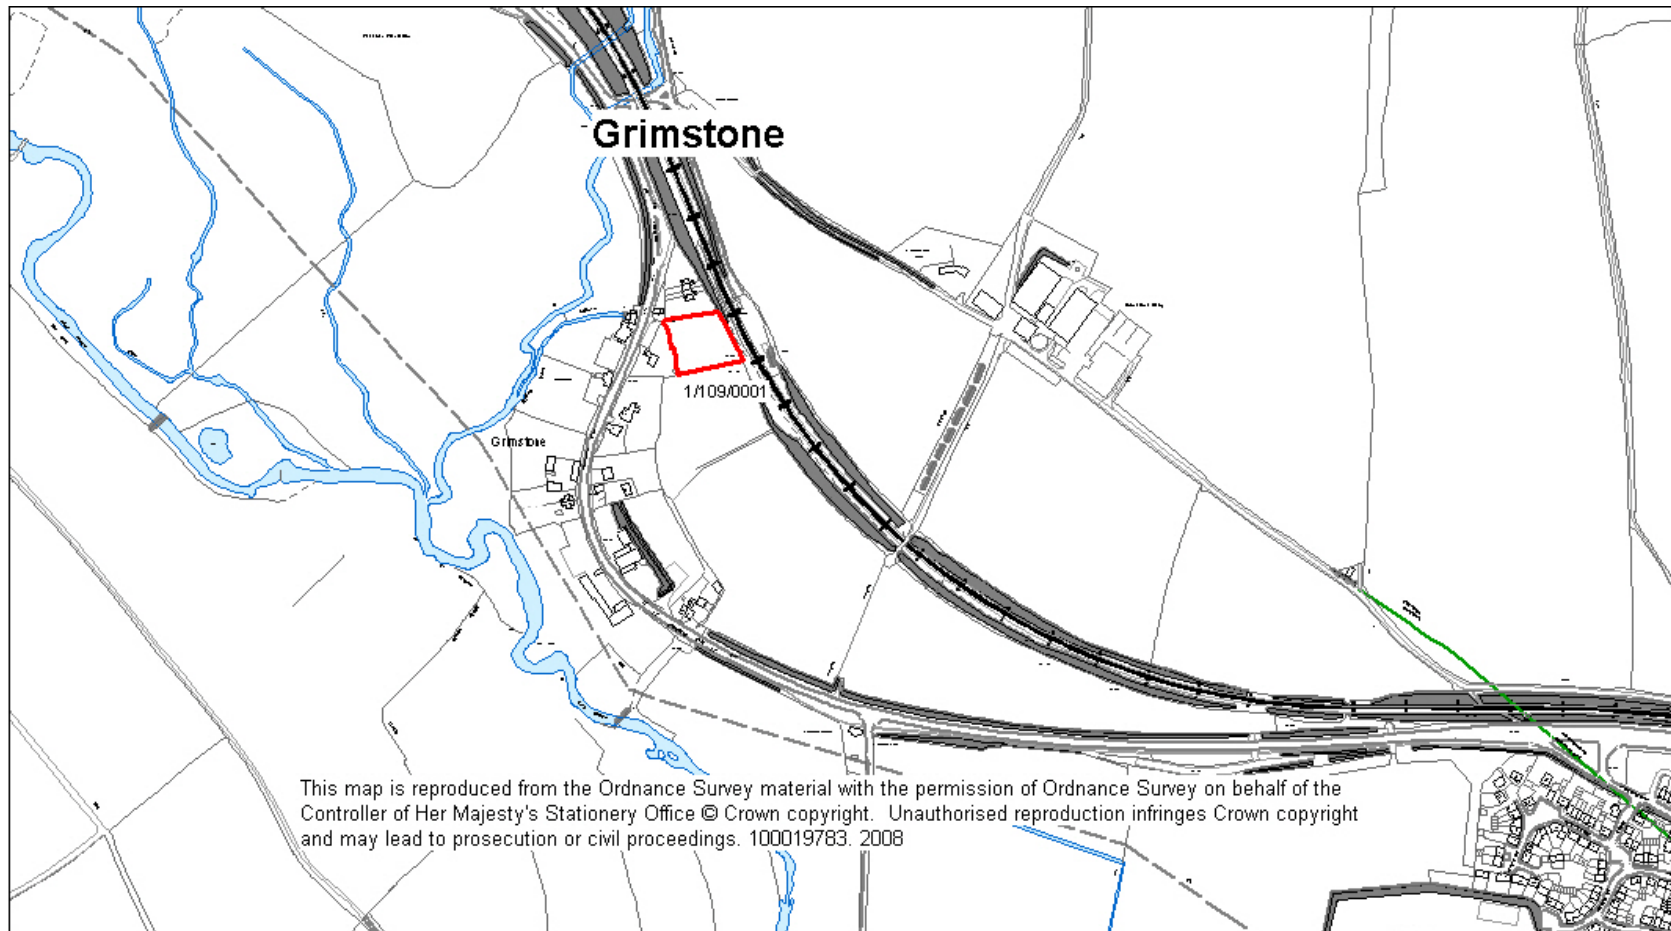 Grimstone
1/109/0001
Grimstone
This map is reproduced from the Ordnance Survey material with the permission of Ordnance Survey on behalf of the
Controller of Her Majesty's Stationery Office © Crown copyright. Unauthorised reproduction infringes Crown copyright
and may lead to prosecution or civil proceedings. 100019783. 2008